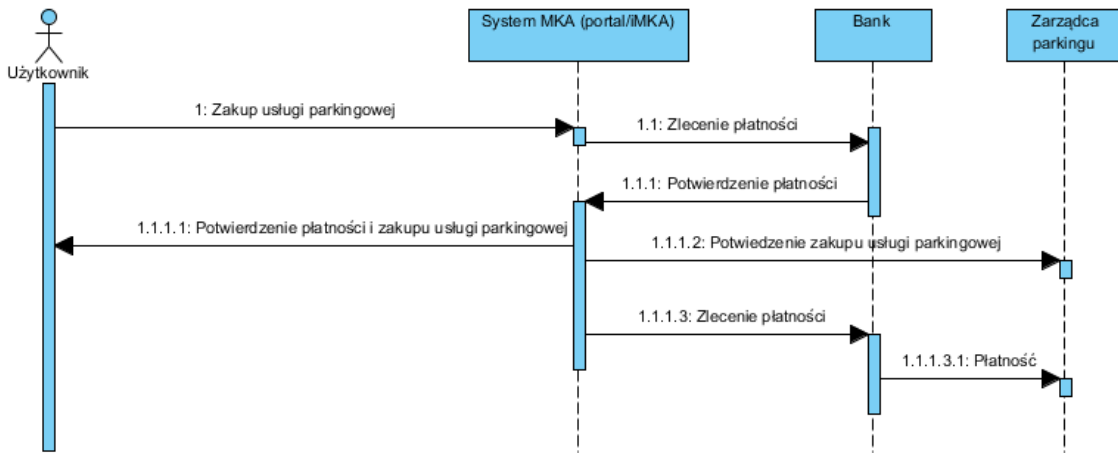 System MKA (portal/iMKA)
Bank
Zarządca
parkingu
Użytkownik
1: Zakup usługi parkingowej
1.1: Zlecenie płatności
1.1.1: Potwierdzenie płatności
1.1.1.1: Potwierdzenie płatności i zakupu usługi parkingowej
1.1.1.2: Potwiedzenie zakupu usługi parkingowej
1.1.1.3: Zlecenie płatności
1.1.1.3.1: Płatność